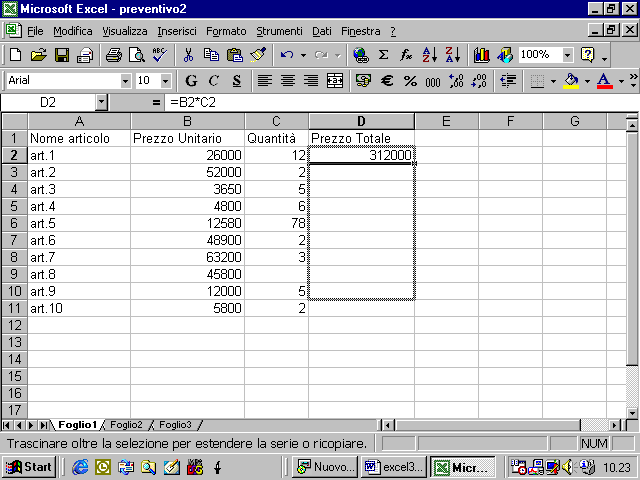 Microsoft Excel - preventivo2
File Modifica Visualizza Inserisci Formato Strumenti Dati Finestra ?
100%
Arial 10 G C S % 000
D2 = =B2*C2
A B C D E F G
1 Nome articolo Prezzo Unitario Quantità Prezzo Totale
2 art.1 26000 12 312000
3 art.2 52000 2
4 art.3 3650 5
5 art.4 4800 6
6 art.5 12580 78
7 art.6 48900 2
8 art.7 63200 3
9 art.8 45800
10 art.9 12000 5
11 art.10 5800 2
12
13
14
15
16
17
Foglio1 Foglio2 Foglio3
Trascinare oltre la selezione per estendere la serie o ricopiare. NUM
Start Nuovo... excel3... Micr... 10.23